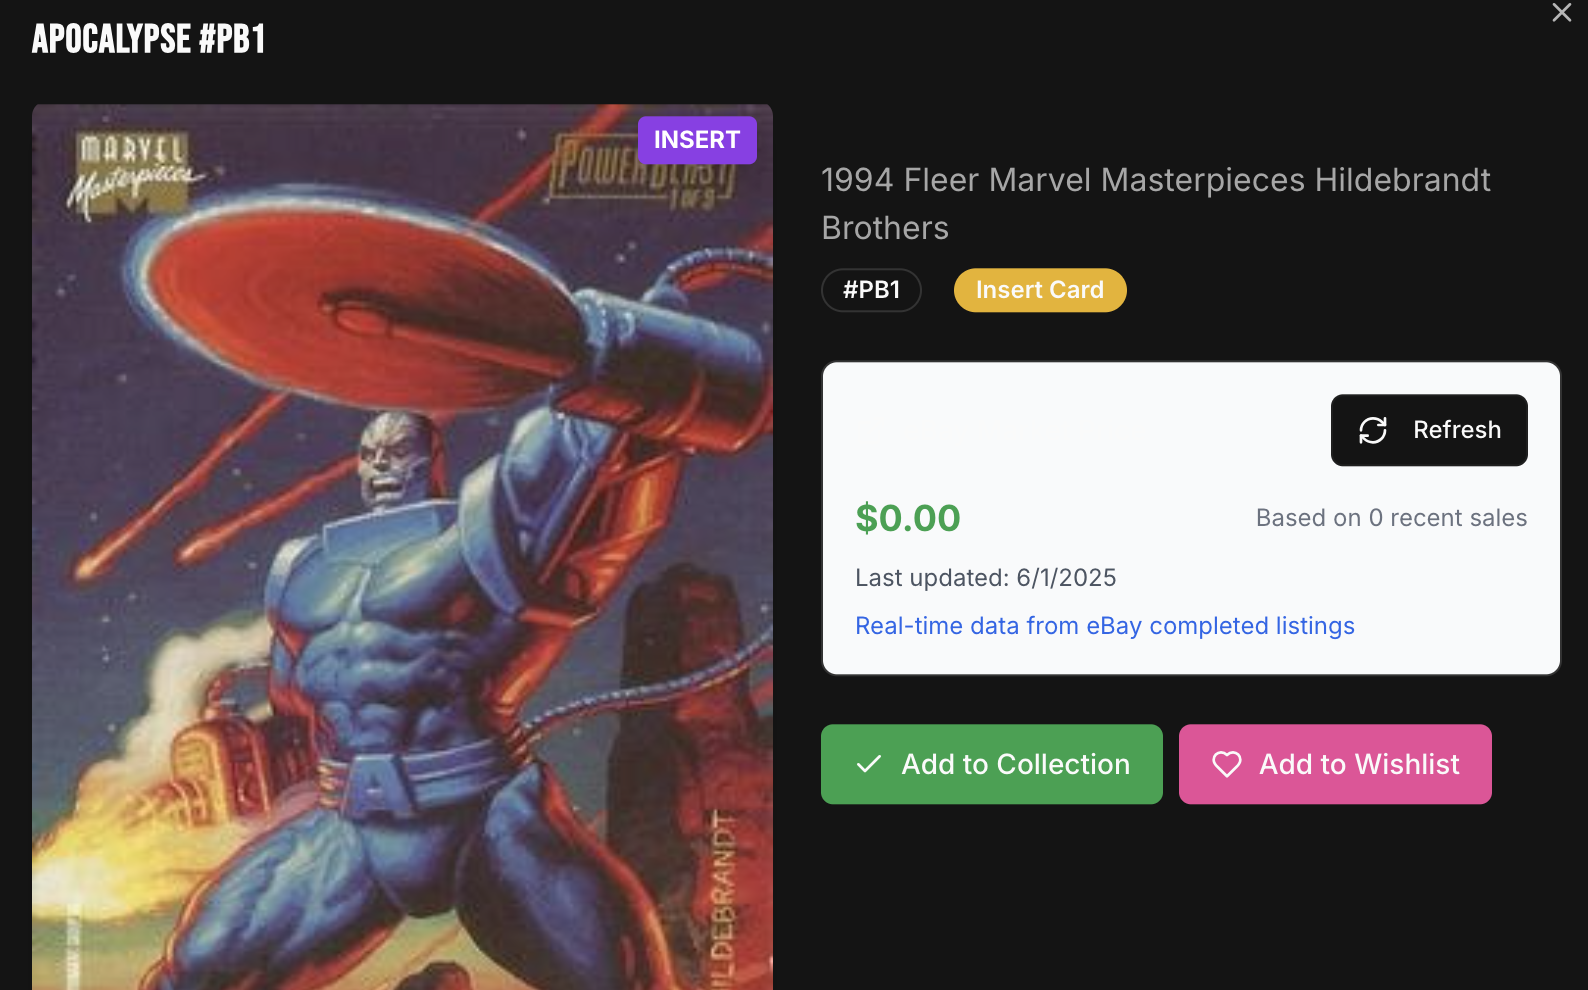 APOCALYPSE #PB1
MARVEL
Masterpieces
INSERT
POWERBLAST
1 OF 9
1994 Fleer Marvel Masterpieces Hildebrandt
Brothers
#PB1
Insert Card
Refresh
$0.00
Based on 0 recent sales
Last updated: 6/1/2025
Real-time data from eBay completed listings
Add to Collection
Add to Wishlist
A
ILDEBRANDT